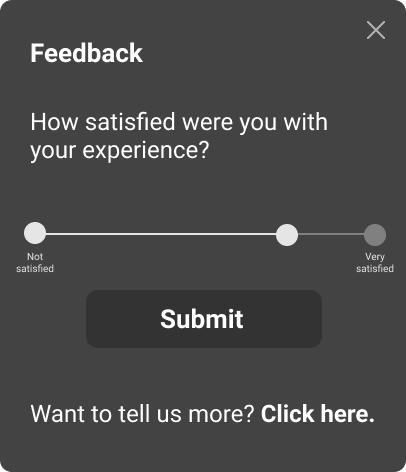 Feedback
How satisfied were you with
your experience?
Not
satisfied
Very
satisfied
Submit
Want to tell us more? Click here.